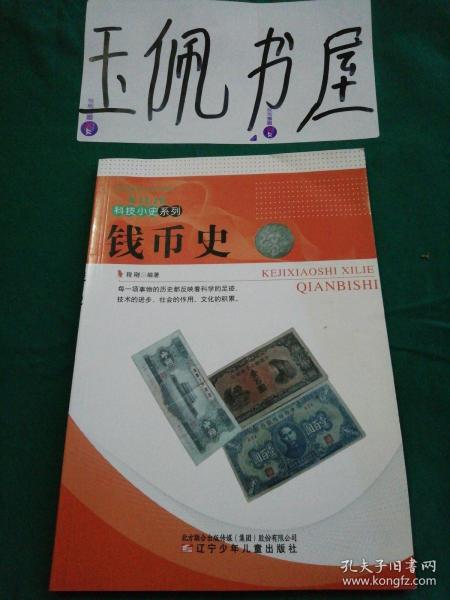 玉佩书屋
科技小史系列
钱币史
KEJIXIAOSHI XILIE
QIANBISHI
程刚◎编著
每一项事物的历史都反映着科学的足迹、
技术的进步、社会的作用、文化的积累。
北方联合出版传媒(集团)股份有限公司
辽宁少年儿童出版社
孔夫子旧书网
www.kongfz.com